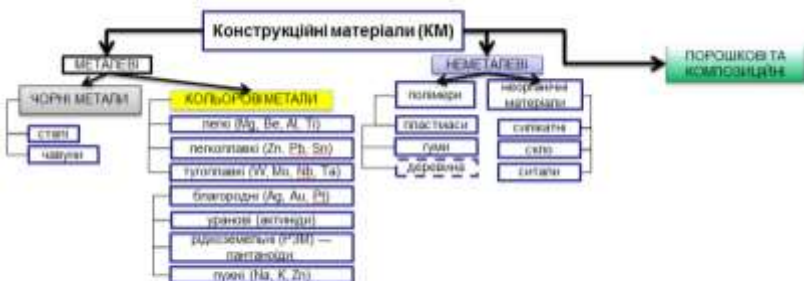 Конструкційні матеріали (КМ)
МЕТАЛЕВІ
НЕМЕТАЛЕВІ
ПОРОШКОВІ ТА
КОМПОЗИЦІЙНІ
ЧОРНІ МЕТАЛИ
сталі
чавуни
КОЛЬОРОВІ МЕТАЛИ
легкі (Mg, Be, Al, Ti)
легкоплавкі (Zn, Pb, Sn)
тугоплавкі (W, Mo, Nb, Ta)
благородні (Ag, Au, Pt)
уранові (актиніди)
рідкоземельні (РЗМ) —
лантаноїди
лужні (Na, K, Zn)
полімери
пластмаси
гуми
деревина
неорганічні
матеріали
силікатні
скло
ситали